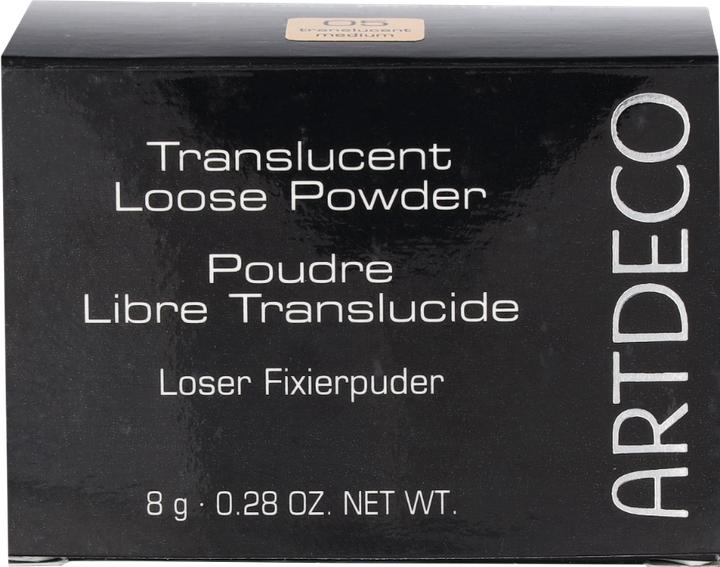 05
translucent
medium
Translucent
Loose Powder
Poudre
Libre Translucide
Loser Fixierpuder
8 g · 0.28 OZ. NET WT.
ARTDECO